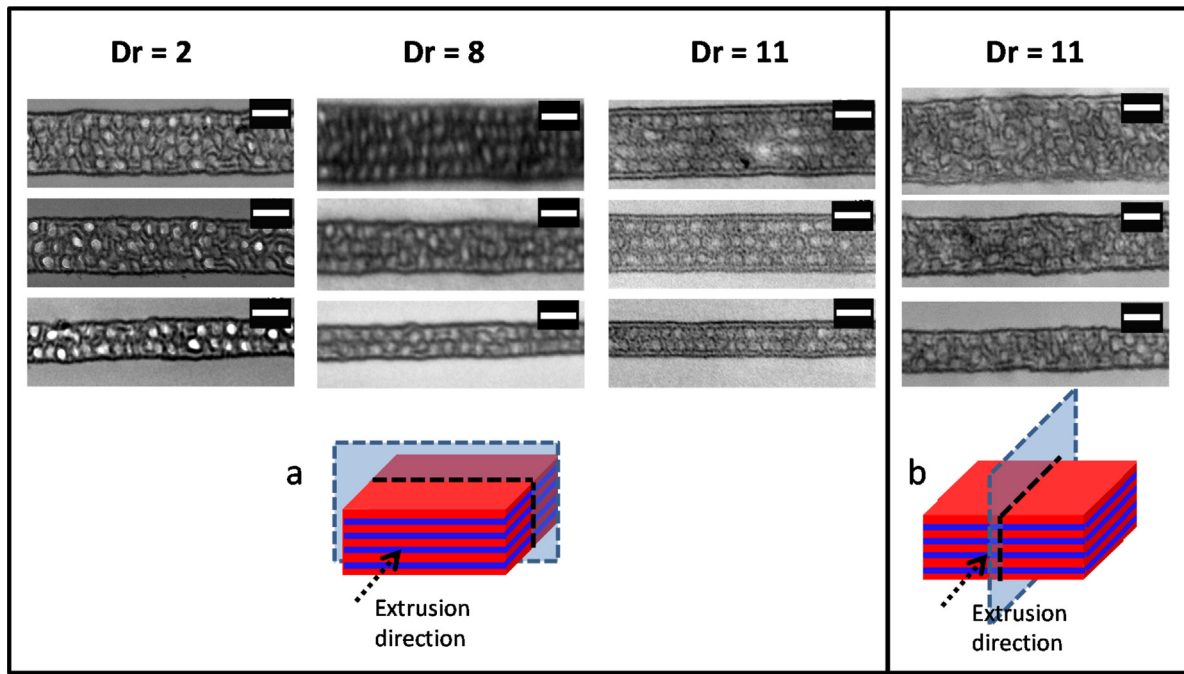 Dr = 2
Dr = 8
Dr = 11
Dr = 11
a
Extrusion
direction
b
Extrusion
direction